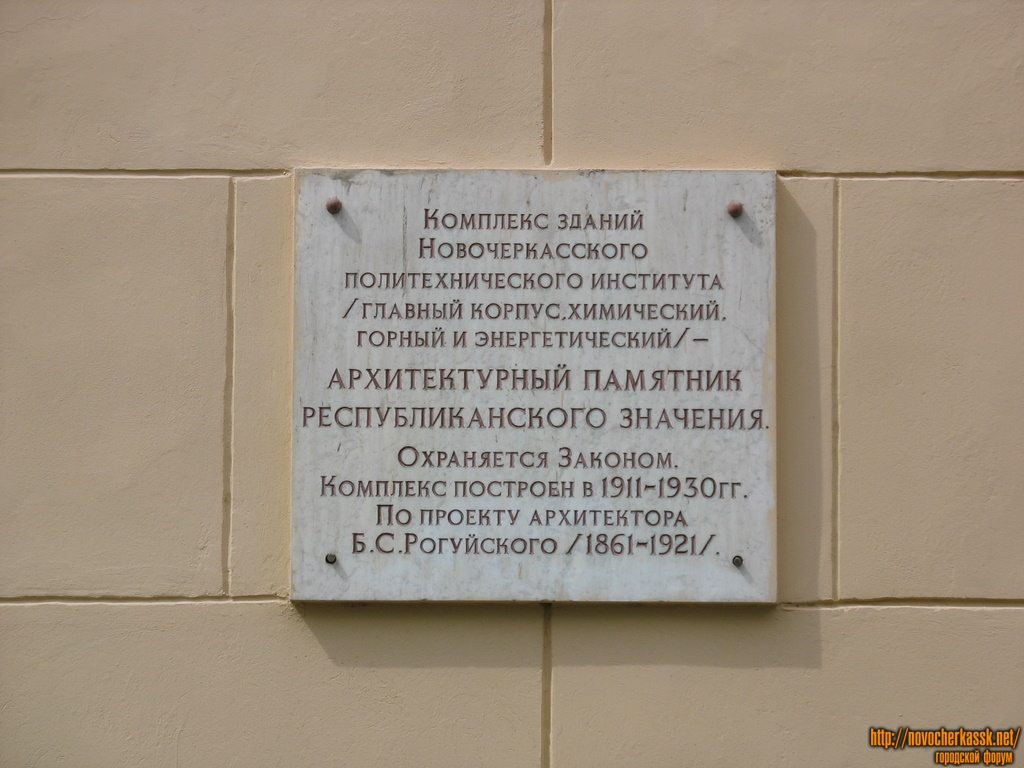 Комплекс зданий
Новочеркасского
политехнического института
/главный корпус,химический,
горный и энергетический/–
архитектурный памятник
республиканского значения.
Охраняется Законом.
Комплекс построен в 1911-1930гг.
По проекту архитектора
Б.С.Рогуйского /1861-1921/.
http://novocherkassk.net/
городской форум